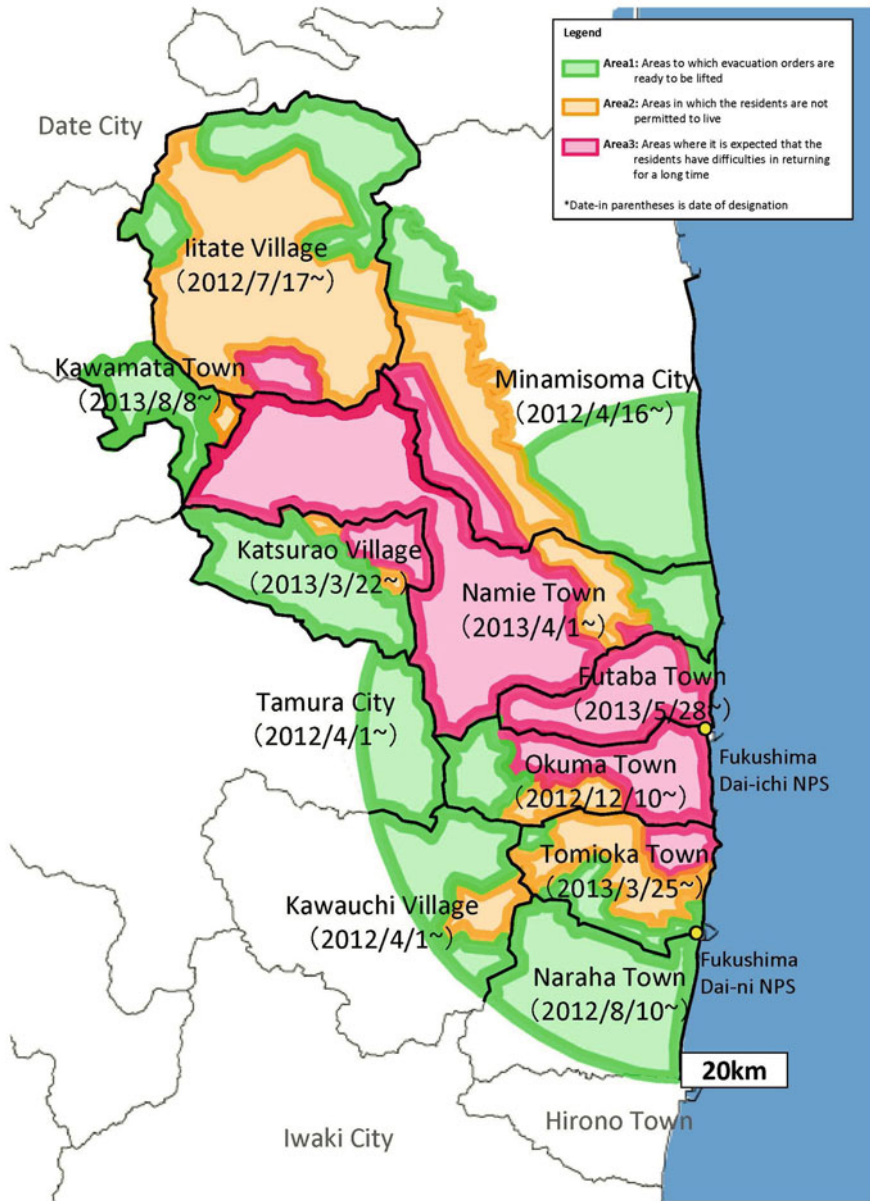 Legend
Area1: Areas to which evacuation orders are
ready to be lifted
Area2: Areas in which the residents are not
permitted to live
Area3: Areas where it is expected that the
residents have difficulties in returning
for a long time
*Date-in parentheses is date of designation
Date City
Iitate Village
(2012/7/17~)
Kawamata Town
(2013/8/8~)
Minamisoma City
(2012/4/16~)
Katsurao Village
(2013/3/22~)
Namie Town
(2013/4/1~)
Futaba Town
(2013/5/28~)
Tamura City
(2012/4/1~)
Fukushima
Dai-ichi NPS
Okuma Town
(2012/12/10~)
Tomioka Town
(2013/3/25~)
Kawauchi Village
(2012/4/1~)
Fukushima
Dai-ni NPS
Naraha Town
(2012/8/10~)
20km
Hirono Town
Iwaki City